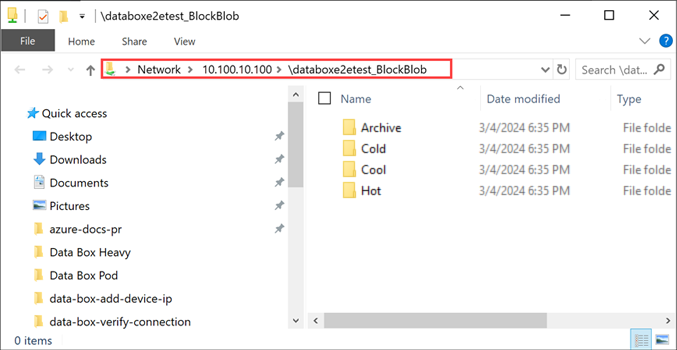 \databoxe2etest_BlockBlob
File Home Share View
Network 10.100.10.100 \databoxe2etest_BlockBlob Search \dat...
Name Date modified Type
Quick access
Desktop
Downloads
Documents
Pictures
azure-docs-pr
Data Box Heavy
Data Box Pod
data-box-add-device-ip
data-box-verify-connection
Archive 3/4/2024 6:35 PM File folde
Cold 3/4/2024 6:35 PM File folde
Cool 3/4/2024 6:35 PM File folde
Hot 3/4/2024 6:35 PM File folde
0 items